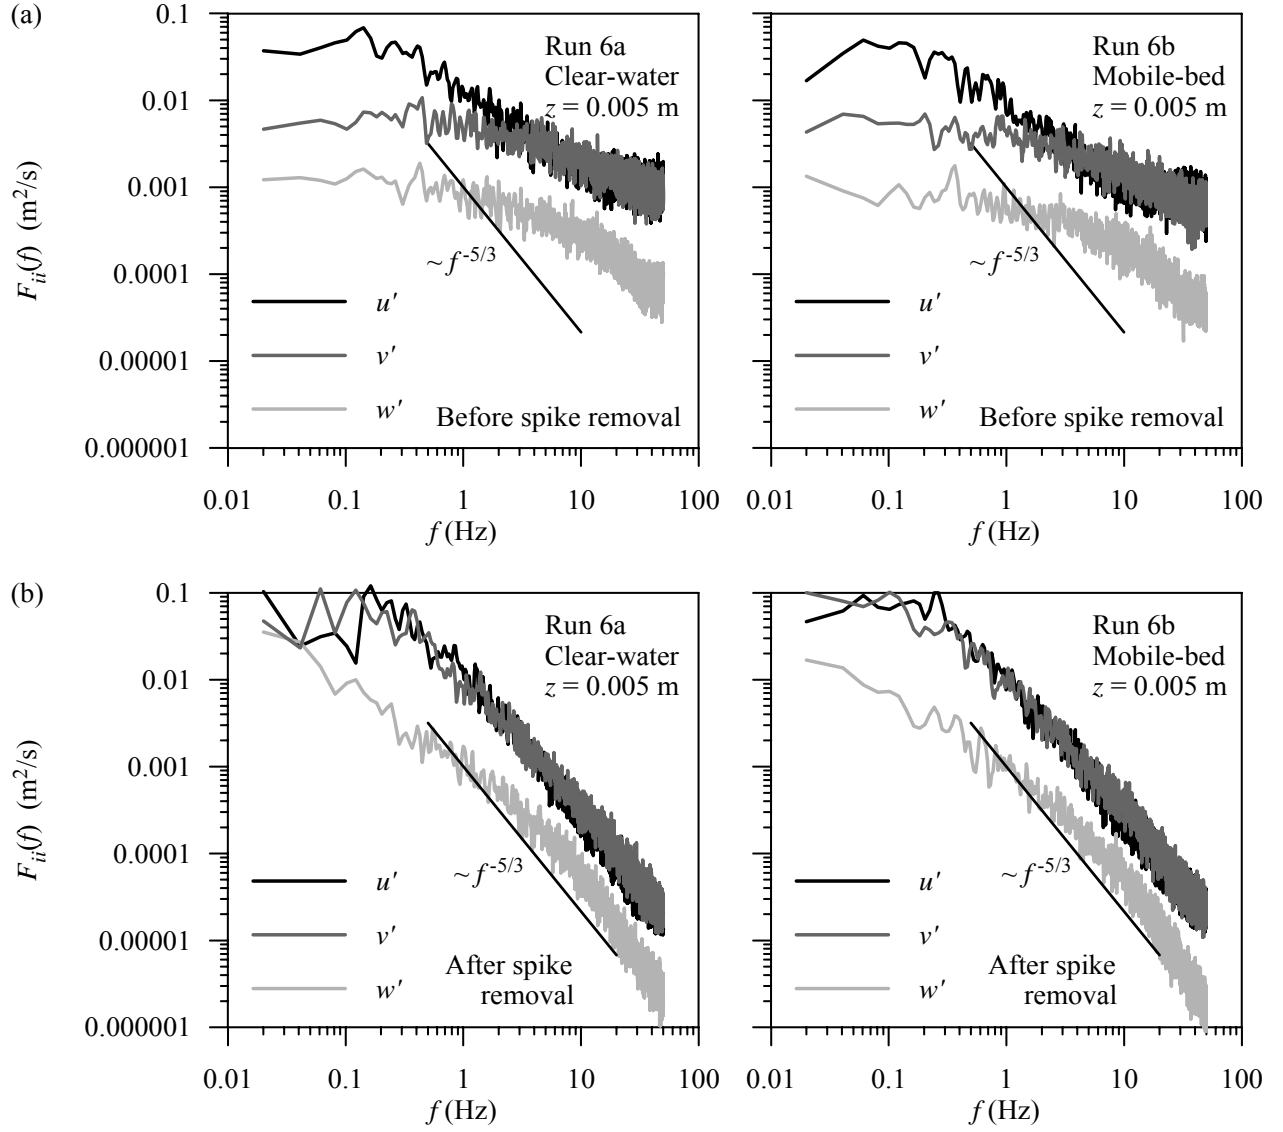 (a)
0.1
0.01
0.001
0.0001
0.00001
0.000001
F_ii(f) (m²/s)
Run 6a
Clear-water
z = 0.005 m
~ f^-5/3
u'
v'
w'
Before spike removal
0.01 0.1 1 10 100
f (Hz)
Run 6b
Mobile-bed
z = 0.005 m
~ f^-5/3
u'
v'
w'
Before spike removal
0.01 0.1 1 10 100
f (Hz)
(b)
0.1
0.01
0.001
0.0001
0.00001
0.000001
F_ii(f) (m²/s)
Run 6a
Clear-water
z = 0.005 m
~ f^-5/3
u'
v'
w'
After spike
removal
0.01 0.1 1 10 100
f (Hz)
Run 6b
Mobile-bed
z = 0.005 m
~ f^-5/3
u'
v'
w'
After spike
removal
0.01 0.1 1 10 100
f (Hz)